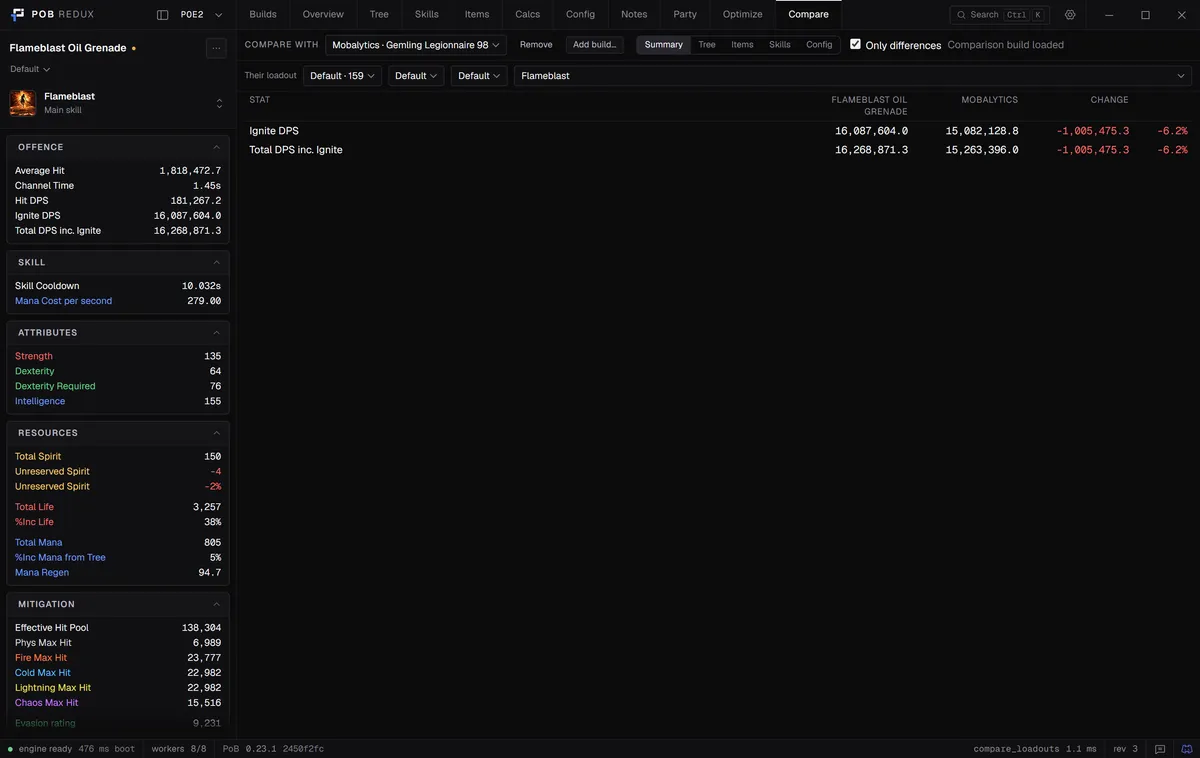 POB REDUX POE2 Builds Overview Tree Skills Items Calcs Config Notes Party Optimize Compare Search Ctrl K
Flameblast Oil Grenade ...
Default
Flameblast
Main skill
OFFENCE
Average Hit 1,818,472.7
Channel Time 1.45s
Hit DPS 181,267.2
Ignite DPS 16,087,604.0
Total DPS inc. Ignite 16,268,871.3
SKILL
Skill Cooldown 10.032s
Mana Cost per second 279.00
ATTRIBUTES
Strength 135
Dexterity 64
Dexterity Required 76
Intelligence 155
RESOURCES
Total Spirit 150
Unreserved Spirit -4
Unreserved Spirit -2%
Total Life 3,257
%Inc Life 38%
Total Mana 805
%Inc Mana from Tree 5%
Mana Regen 94.7
MITIGATION
Effective Hit Pool 138,304
Phys Max Hit 6,989
Fire Max Hit 23,777
Cold Max Hit 22,982
Lightning Max Hit 22,982
Chaos Max Hit 15,516
Evasion rating 9,231
COMPARE WITH Mobalytics · Gemling Legionnaire 98 Remove Add build... Summary Tree Items Skills Config Only differences Comparison build loaded
Their loadout Default · 159 Default Default Flameblast
STAT FLAMEBLAST OIL GRENADE MOBALYTICS CHANGE
Ignite DPS 16,087,604.0 15,082,128.8 -1,005,475.3 -6.2%
Total DPS inc. Ignite 16,268,871.3 15,263,396.0 -1,005,475.3 -6.2%
engine ready 476 ms boot workers 8/8 PoB 0.23.1 2450f2fc compare_loadouts 1.1 ms rev 3